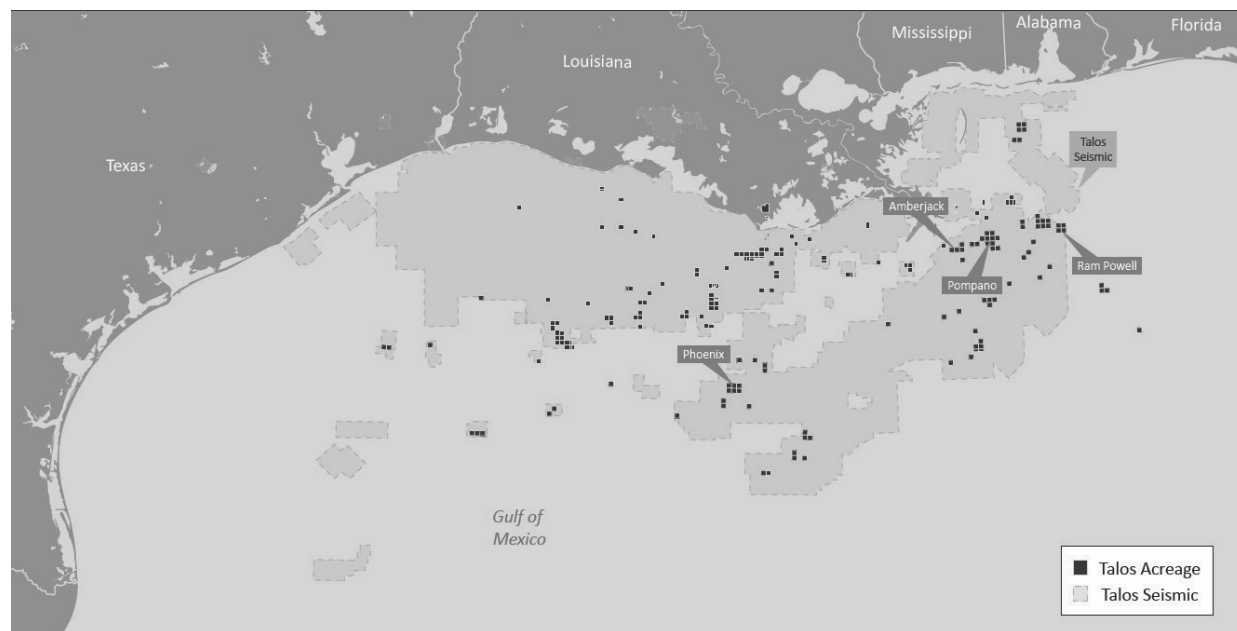 Alabama
Florida
Mississippi
Louisiana
Texas
Talos
Seismic
Amberjack
Ram Powell
Pompano
Phoenix
Gulf of
Mexico
Talos Acreage
Talos Seismic